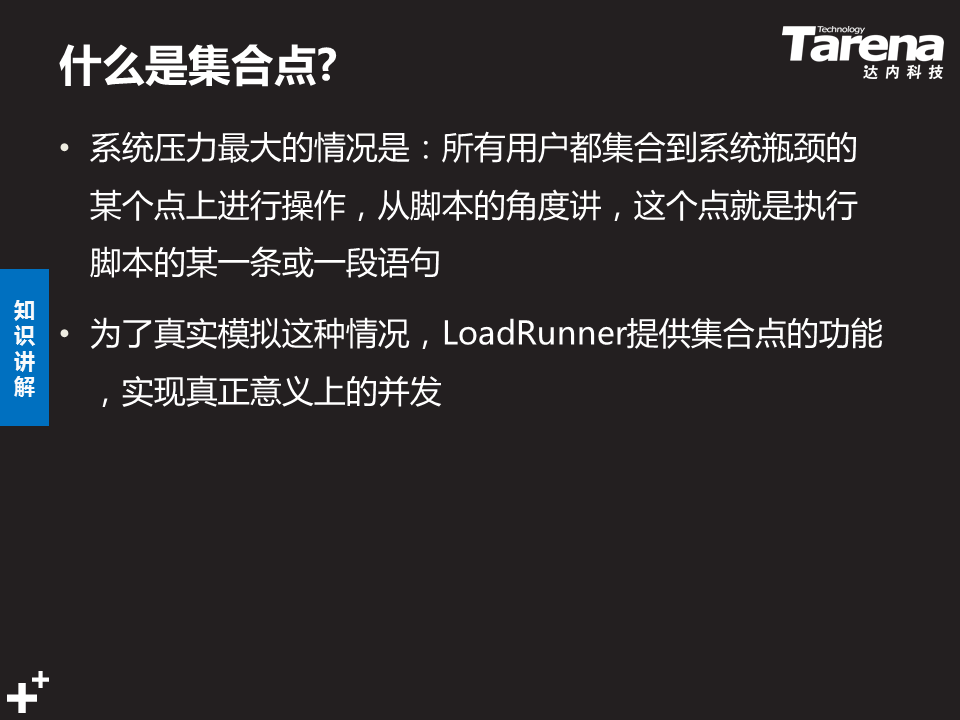 什么是集合点?
Technology
Tarena
达内科技
• 系统压力最大的情况是：所有用户都集合到系统瓶颈的
某个点上进行操作，从脚本的角度讲，这个点就是执行
脚本的某一条或一段语句
知识讲解
• 为了真实模拟这种情况，LoadRunner提供集合点的功能
，实现真正意义上的并发